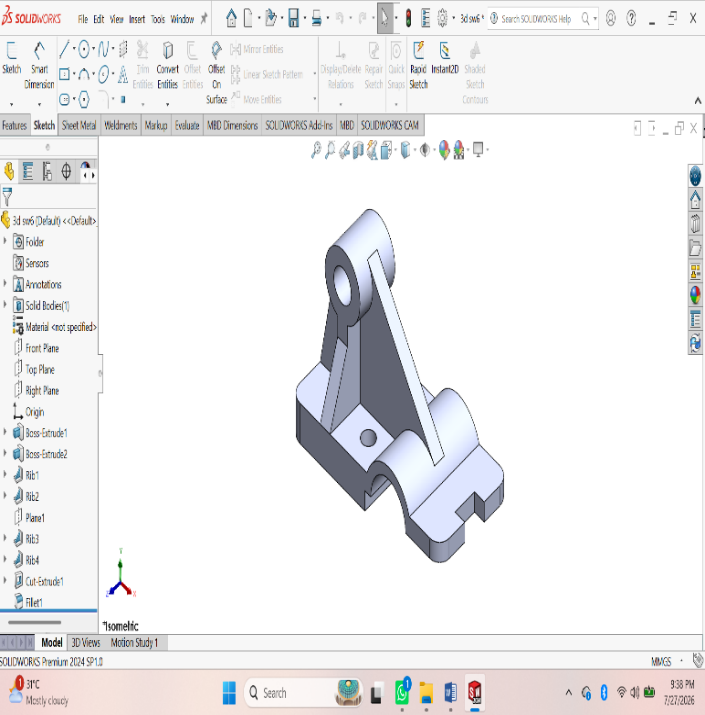 SOLIDWORKS File Edit View Insert Tools Window 3d sw6 * Search SOLIDWORKS Help
Sketch Smart Dimension Trim Entities Convert Entities Offset Entities Offset On Surface Mirror Entities Linear Sketch Pattern Move Entities Display/Delete Relations Repair Sketch Quick Snaps Rapid Sketch Instant2D Shaded Sketch Contours
Features Sketch Sheet Metal Weldments Markup Evaluate MBD Dimensions SOLIDWORKS Add-Ins MBD SOLIDWORKS CAM
3d sw6 (Default) <<Default>
Folder
Sensors
Annotations
Solid Bodies(1)
Material <not specified>
Front Plane
Top Plane
Right Plane
Origin
Boss-Extrude1
Boss-Extrude2
Rib1
Rib2
Plane1
Rib3
Rib4
Cut-Extrude1
Fillet1
*Isometric
Model 3D Views Motion Study 1
SOLIDWORKS Premium 2024 SP1.0 MMGS
1 31°C
Mostly cloudy
Search
1
9:38 PM
7/27/2026